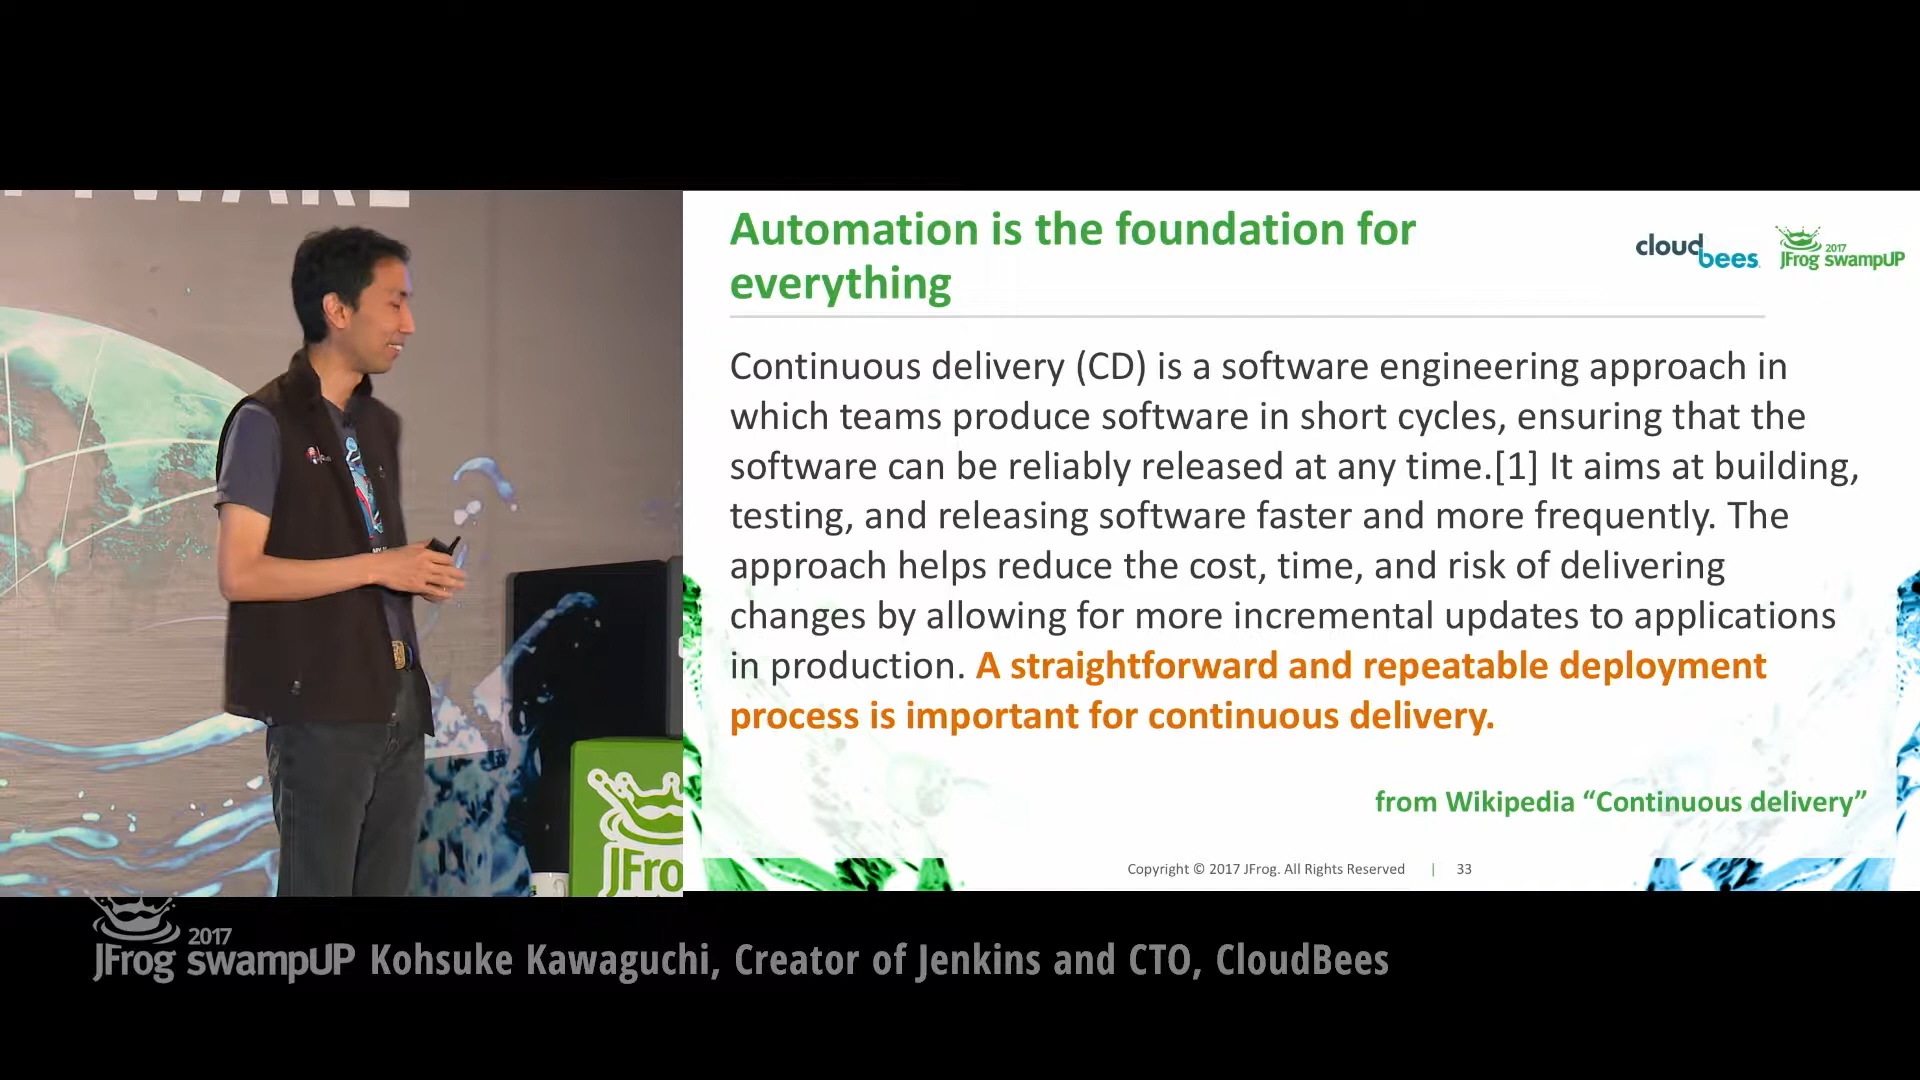 Automation is the foundation for
everything
cloudbees
2017
JFrog swampUP
Continuous delivery (CD) is a software engineering approach in
which teams produce software in short cycles, ensuring that the
software can be reliably released at any time.[1] It aims at building,
testing, and releasing software faster and more frequently. The
approach helps reduce the cost, time, and risk of delivering
changes by allowing for more incremental updates to applications
in production. A straightforward and repeatable deployment
process is important for continuous delivery.
from Wikipedia “Continuous delivery”
Copyright © 2017 JFrog. All Rights Reserved | 33
JFro
2017
JFrog swampUP Kohsuke Kawaguchi, Creator of Jenkins and CTO, CloudBees